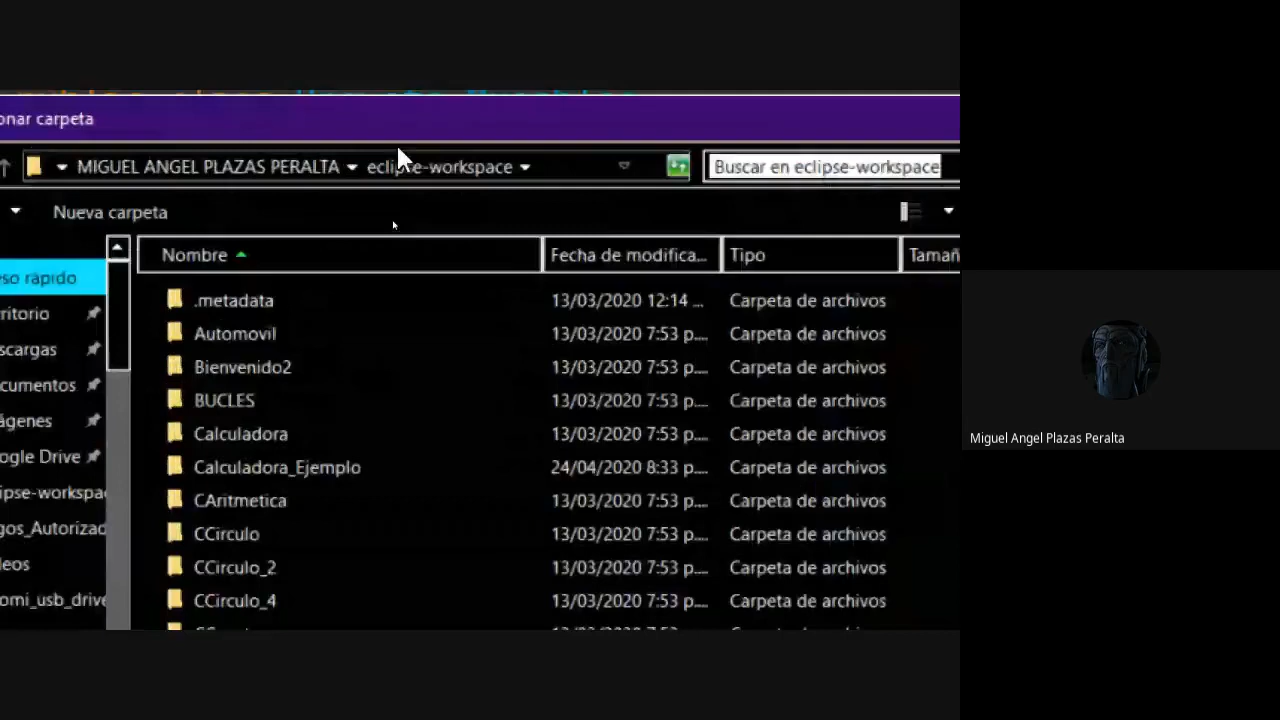 onar carpeta
MIGUEL ANGEL PLAZAS PERALTA eclipse-workspace Buscar en eclipse-workspace
Nueva carpeta
Nombre Fecha de modifica... Tipo Tamañ
eso rápido
ritorio
scargas
cumentos
ágenes
ogle Drive
ipse-workspa
gos_Autorizad
deos
omi_usb_drive
.metadata 13/03/2020 12:14 ... Carpeta de archivos
Automovil 13/03/2020 7:53 p.... Carpeta de archivos
Bienvenido2 13/03/2020 7:53 p.... Carpeta de archivos
BUCLES 13/03/2020 7:53 p.... Carpeta de archivos
Calculadora 13/03/2020 7:53 p.... Carpeta de archivos
Calculadora_Ejemplo 24/04/2020 8:33 p.... Carpeta de archivos
CAritmetica 13/03/2020 7:53 p.... Carpeta de archivos
CCirculo 13/03/2020 7:53 p.... Carpeta de archivos
CCirculo_2 13/03/2020 7:53 p.... Carpeta de archivos
CCirculo_4 13/03/2020 7:53 p.... Carpeta de archivos
Miguel Angel Plazas Peralta